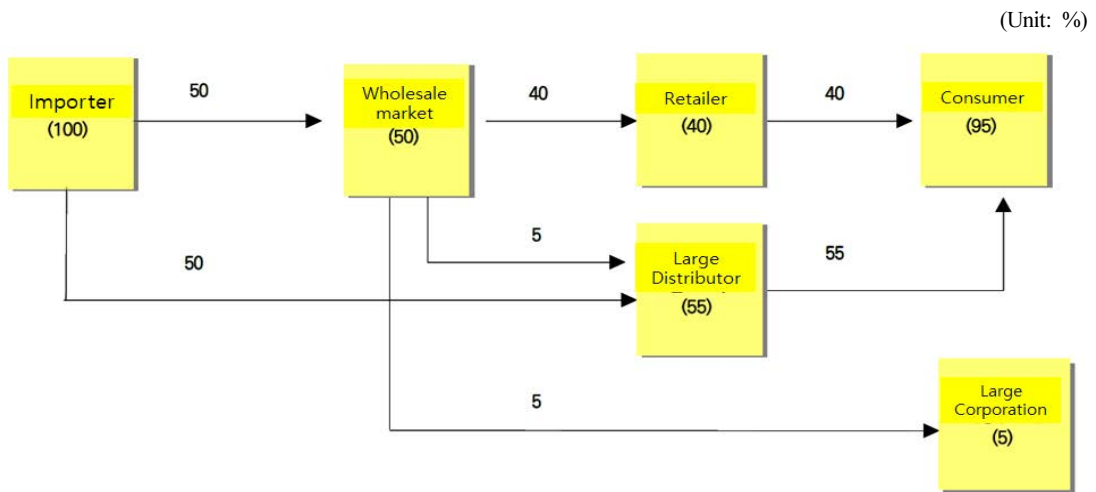 (Unit: %)
50
Importer
(100)
Wholesale
market
(50)
40
Retailer
(40)
40
Consumer
(95)
50
5
Large
Distributor
(55)
55
5
Large
Corporation
(5)